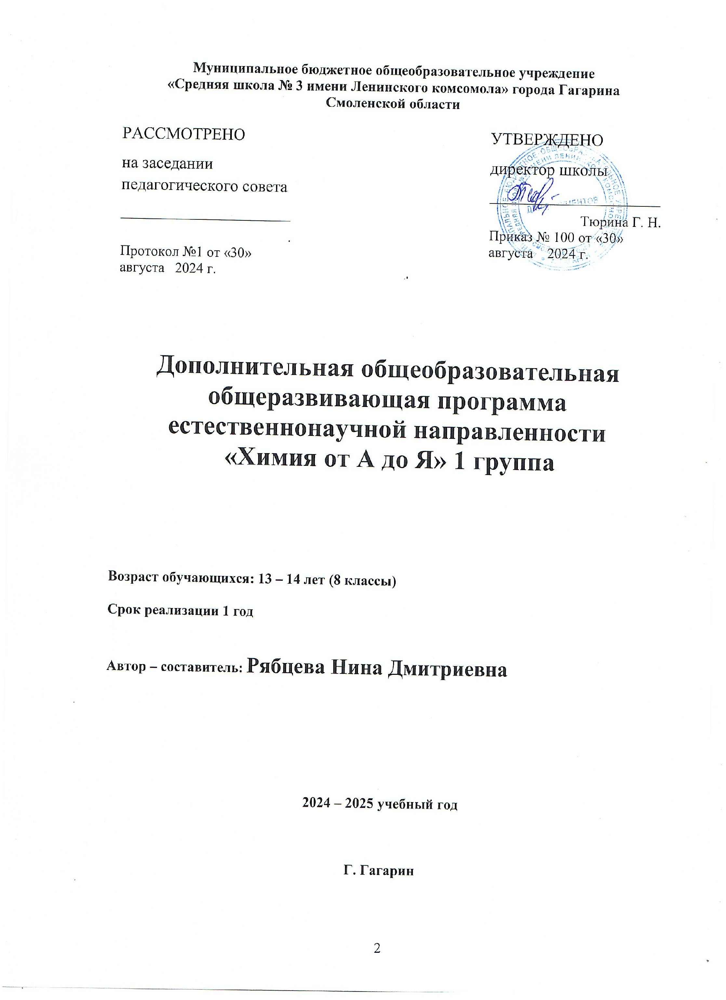 Муниципальное бюджетное общеобразовательное учреждение
«Средняя школа № 3 имени Ленинского комсомола» города Гагарина
Смоленской области
РАССМОТРЕНО
на заседании
педагогического совета
Протокол №1 от «30»
августа 2024 г.
УТВЕРЖДЕНО
директор школы
Тюрина Г. Н.
Приказ № 100 от «30»
августа 2024 г.
Дополнительная общеобразовательная
общеразвивающая программа
естественнонаучной направленности
«Химия от А до Я» 1 группа
Возраст обучающихся: 13 – 14 лет (8 классы)
Срок реализации 1 год
Автор – составитель: Рябцева Нина Дмитриевна
2024 – 2025 учебный год
Г. Гагарин
2